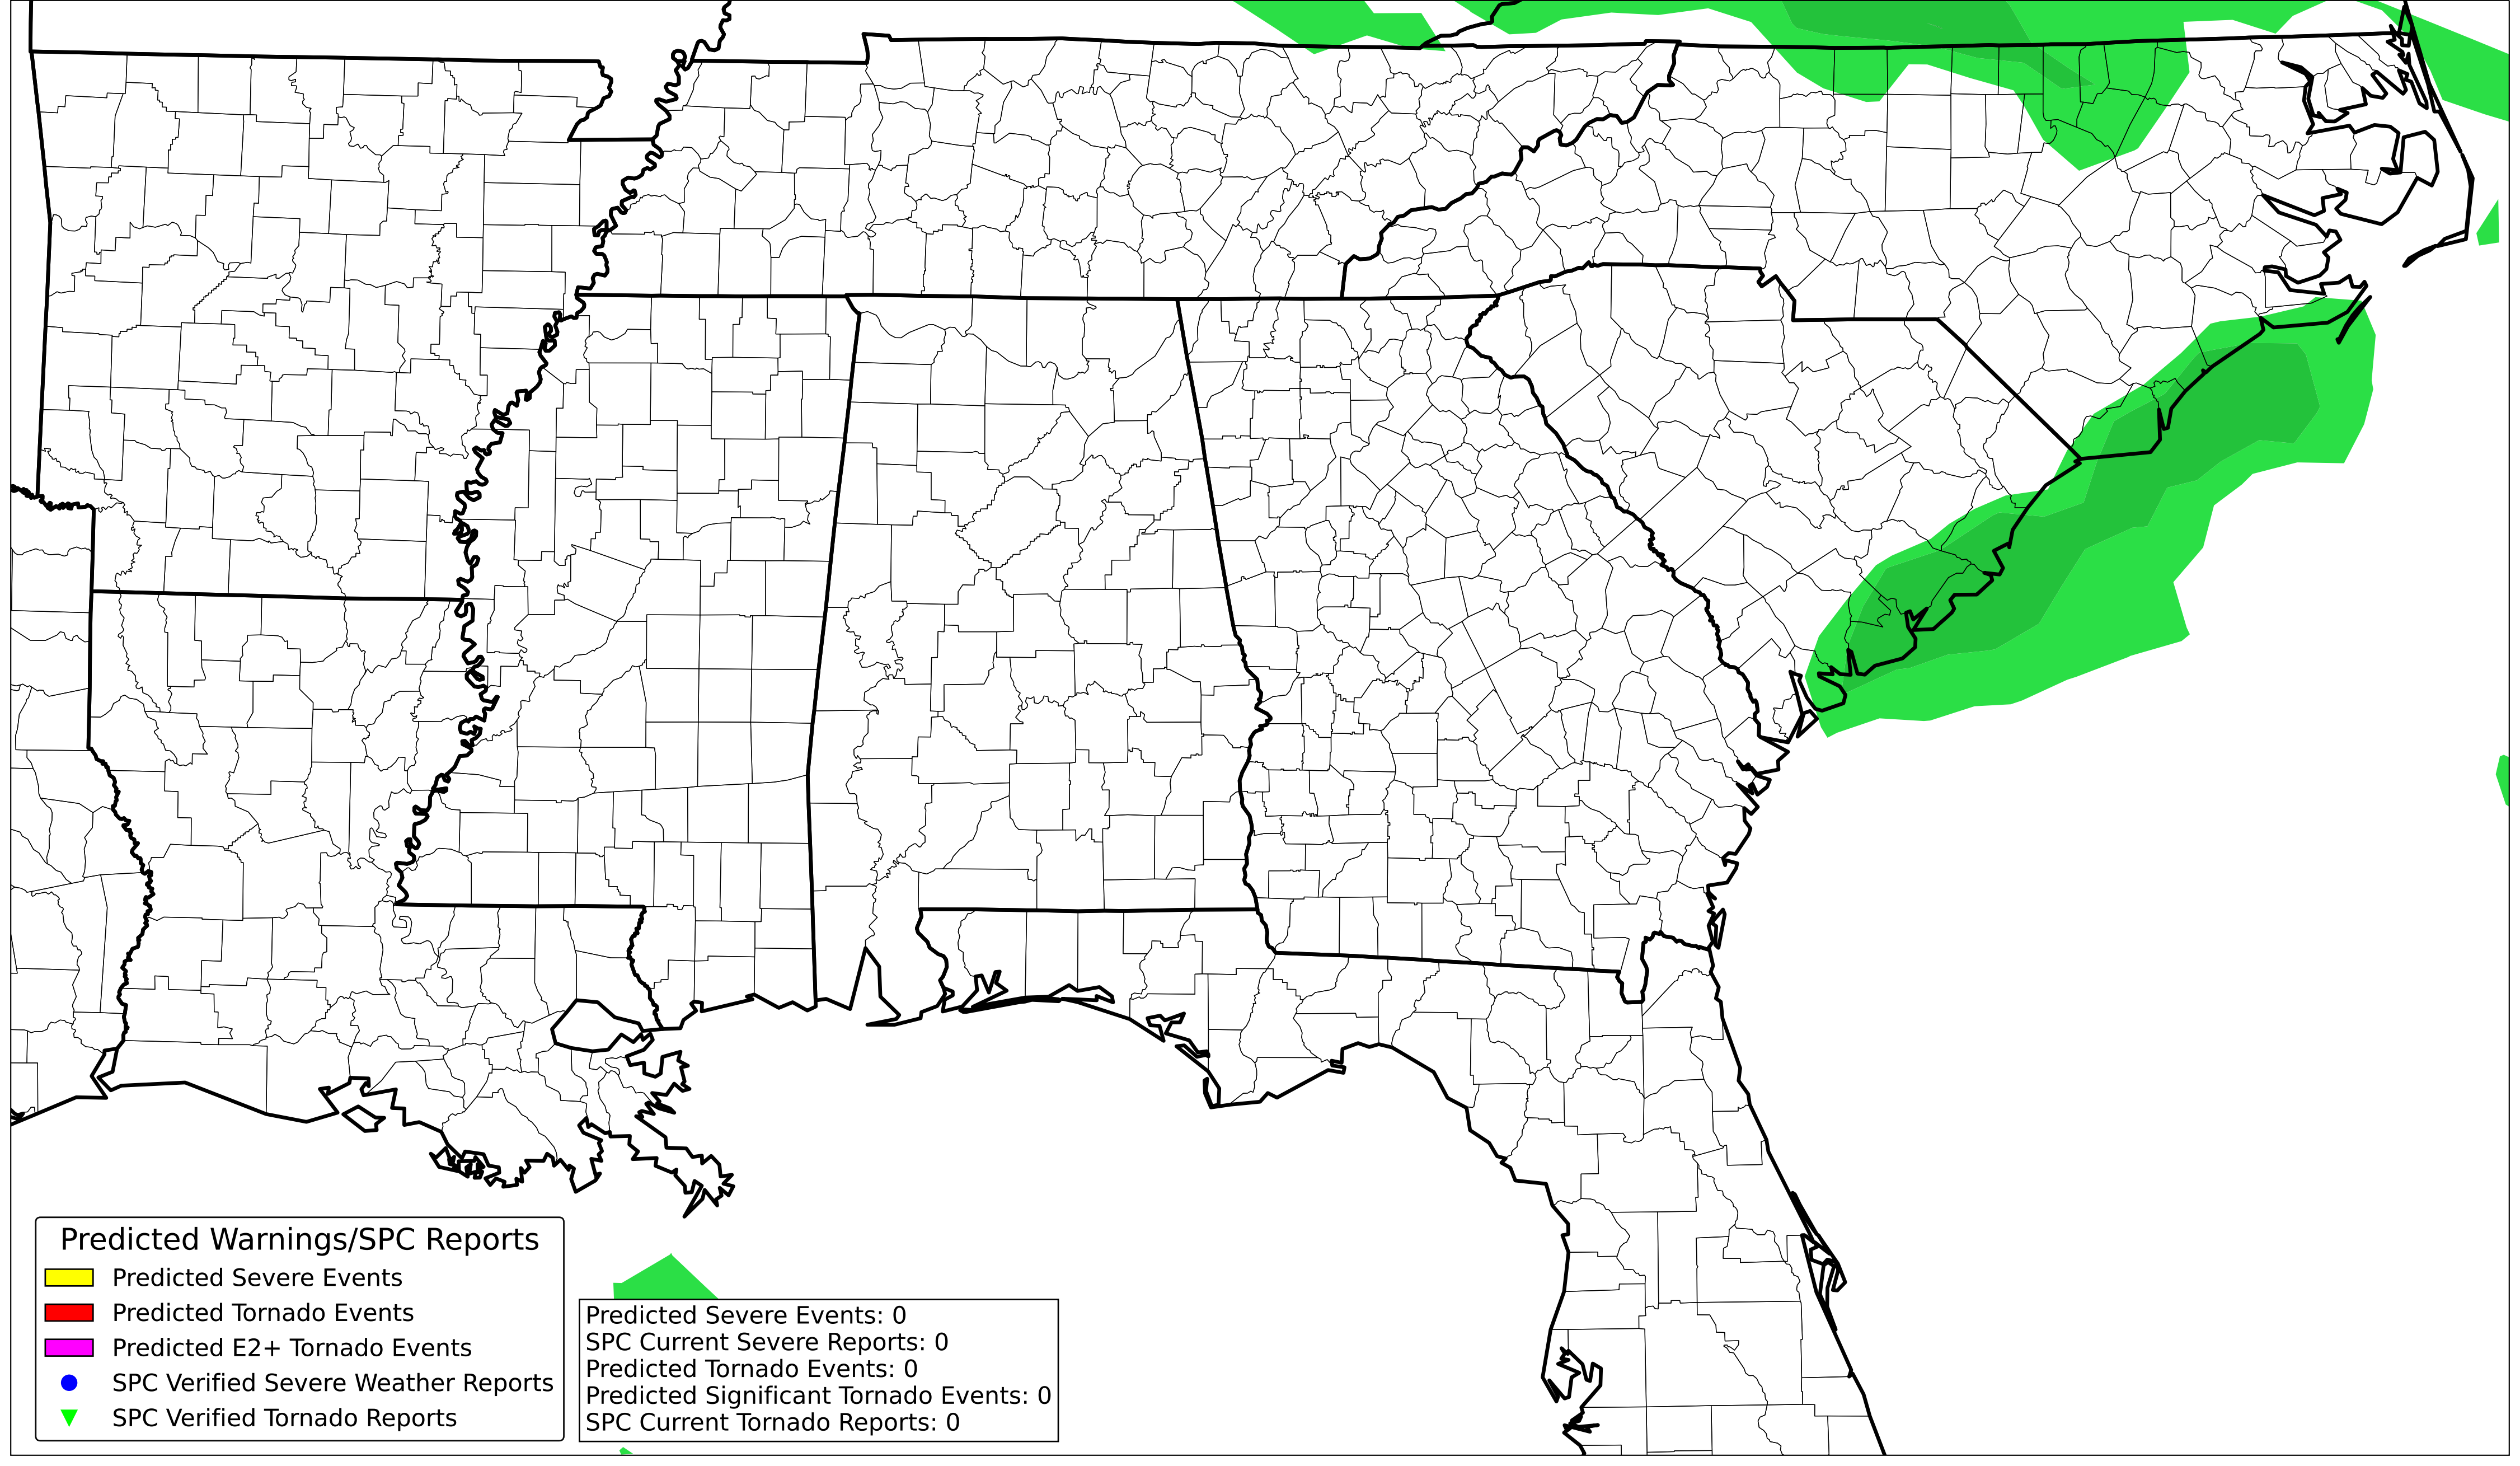 Predicted Warnings/SPC Reports
Predicted Severe Events
Predicted Tornado Events
Predicted E2+ Tornado Events
SPC Verified Severe Weather Reports
SPC Verified Tornado Reports
Predicted Severe Events: 0
SPC Current Severe Reports: 0
Predicted Tornado Events: 0
Predicted Significant Tornado Events: 0
SPC Current Tornado Reports: 0